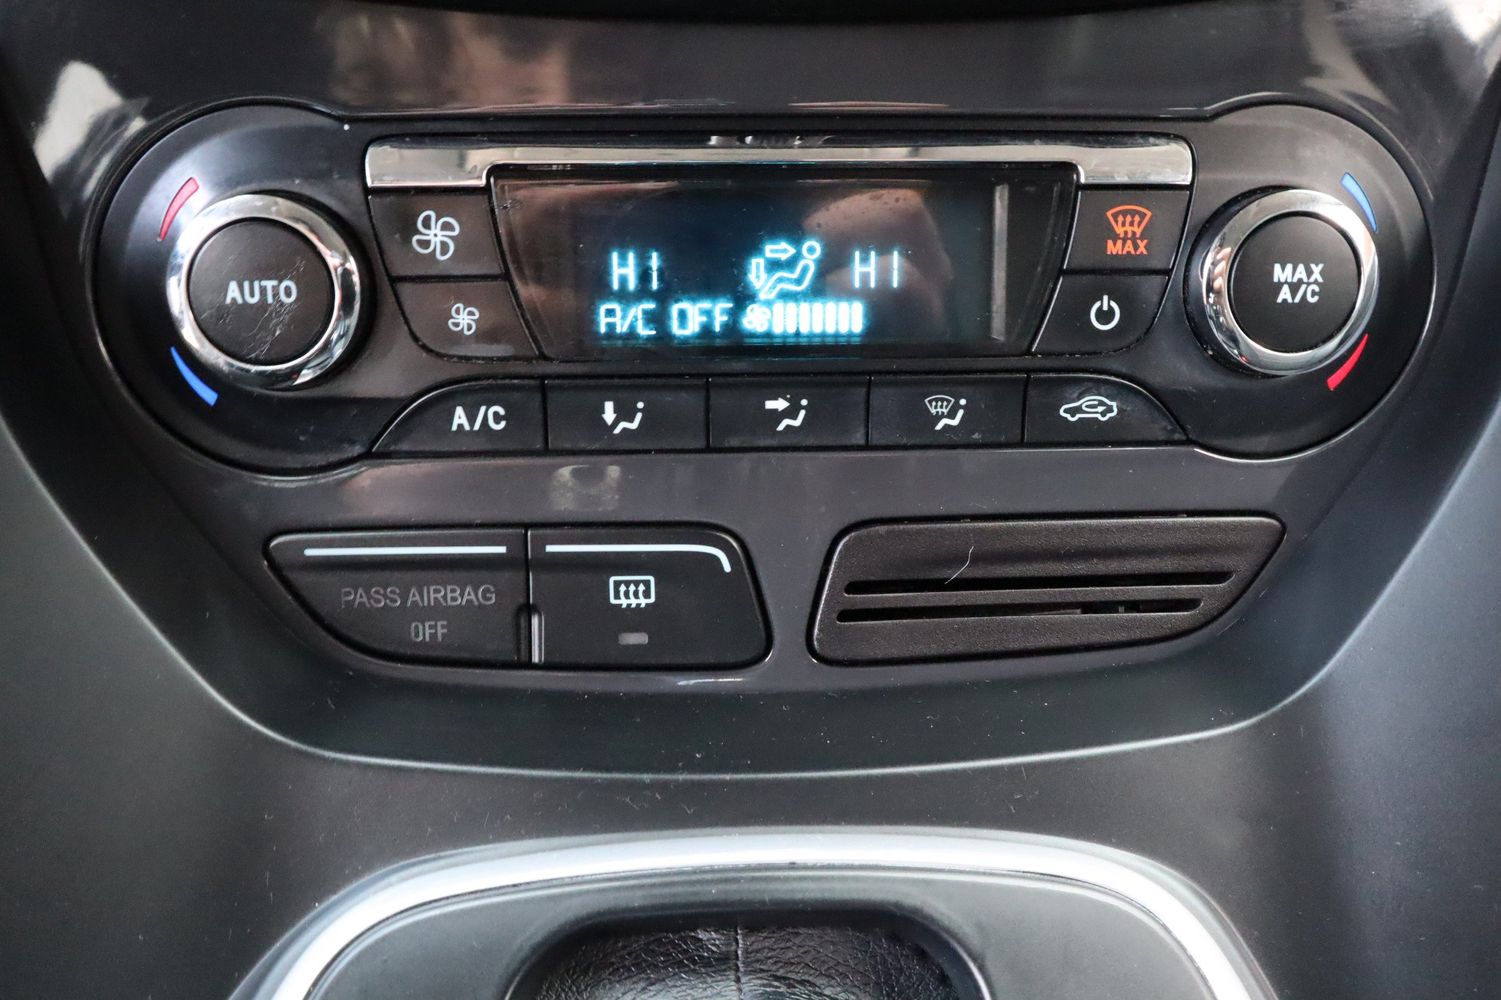 AUTO
HI HI
A/C OFF
MAX
MAX
A/C
A/C
PASS AIRBAG
OFF